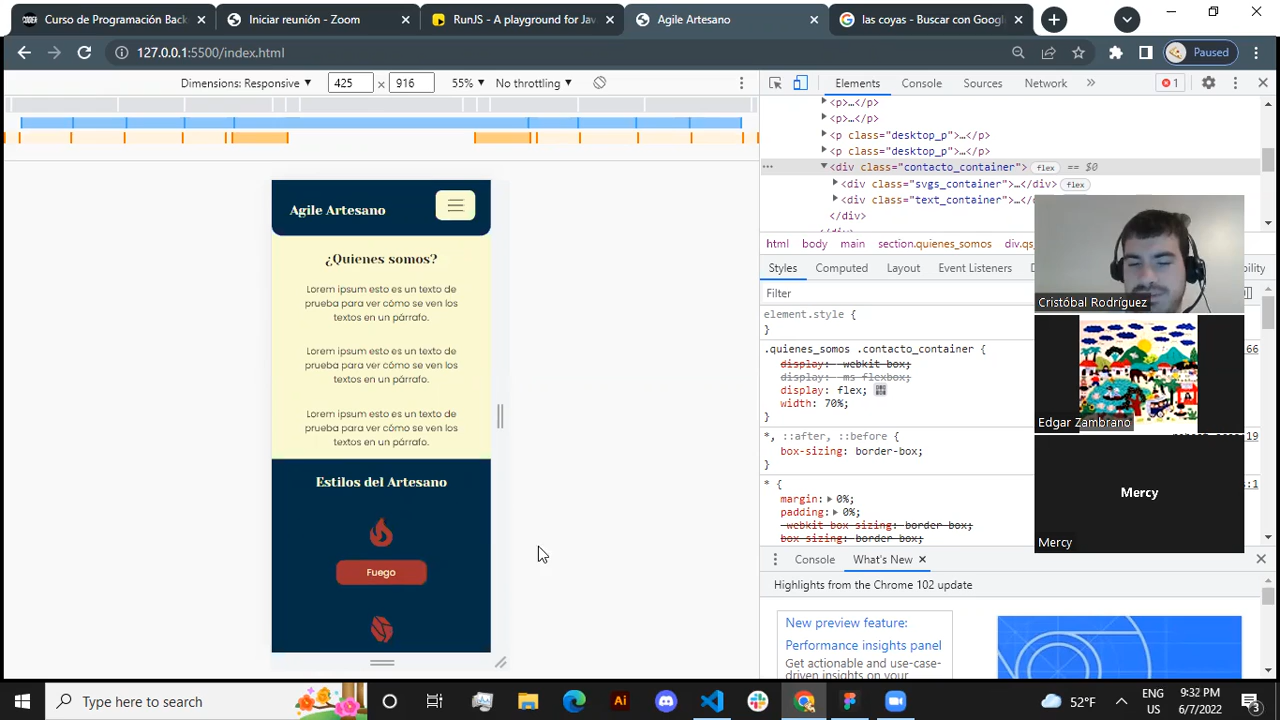 Curso de Programación Back
Iniciar reunión - Zoom
RunJS - A playground for Jav
Agile Artesano
las coyas - Buscar con Googl
127.0.0.1:5500/index.html
Paused
Dimensions: Responsive
425 x 916
55%
No throttling
Elements
Console
Sources
Network
1
<p>…</p>
<p>…</p>
<p class="desktop_p">…</p>
<p class="desktop_p">…</p>
<div class="contacto_container"> flex == $0
<div class="svgs_container">…</div> flex
<div class="text_container">…</
</div>
html body main section.quienes_somos div.qs
Styles
Computed
Layout
Event Listeners
Filter
element.style {
}
.quienes_somos .contacto_container {
display: -webkit-box;
display: -ms-flexbox;
display: flex;
width: 70%;
}
66
*, ::after, ::before {
box-sizing: border-box;
}
19
* {
margin: 0%;
padding: 0%;
-webkit-box-sizing: border-box;
box-sizing: border-box;
Console
What's New
Highlights from the Chrome 102 update
New preview feature:
Performance insights panel
Get actionable and use-case-
driven insights on your
Agile Artesano
¿Quienes somos?
Lorem ipsum esto es un texto de
prueba para ver cómo se ven los
textos en un párrafo.
Lorem ipsum esto es un texto de
prueba para ver cómo se ven los
textos en un párrafo.
Lorem ipsum esto es un texto de
prueba para ver cómo se ven los
textos en un párrafo.
Estilos del Artesano
Fuego
Cristóbal Rodríguez
Edgar Zambrano
Mercy
Mercy
Type here to search
Ai
52°F
ENG
US
9:32 PM
6/7/2022
3